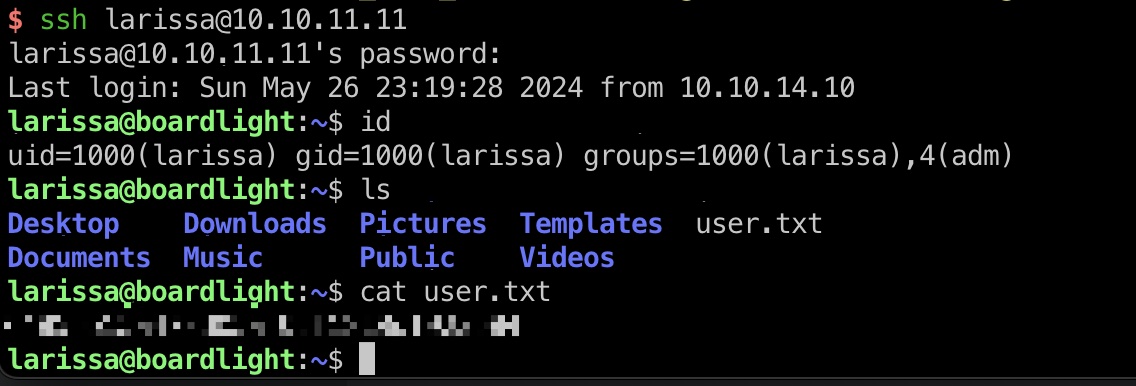 $ ssh larissa@10.10.11.11
larissa@10.10.11.11's password:
Last login: Sun May 26 23:19:28 2024 from 10.10.14.10
larissa@boardlight:~$ id
uid=1000(larissa) gid=1000(larissa) groups=1000(larissa),4(adm)
larissa@boardlight:~$ ls
Desktop    Downloads  Pictures  Templates  user.txt
Documents  Music      Public    Videos
larissa@boardlight:~$ cat user.txt
larissa@boardlight:~$